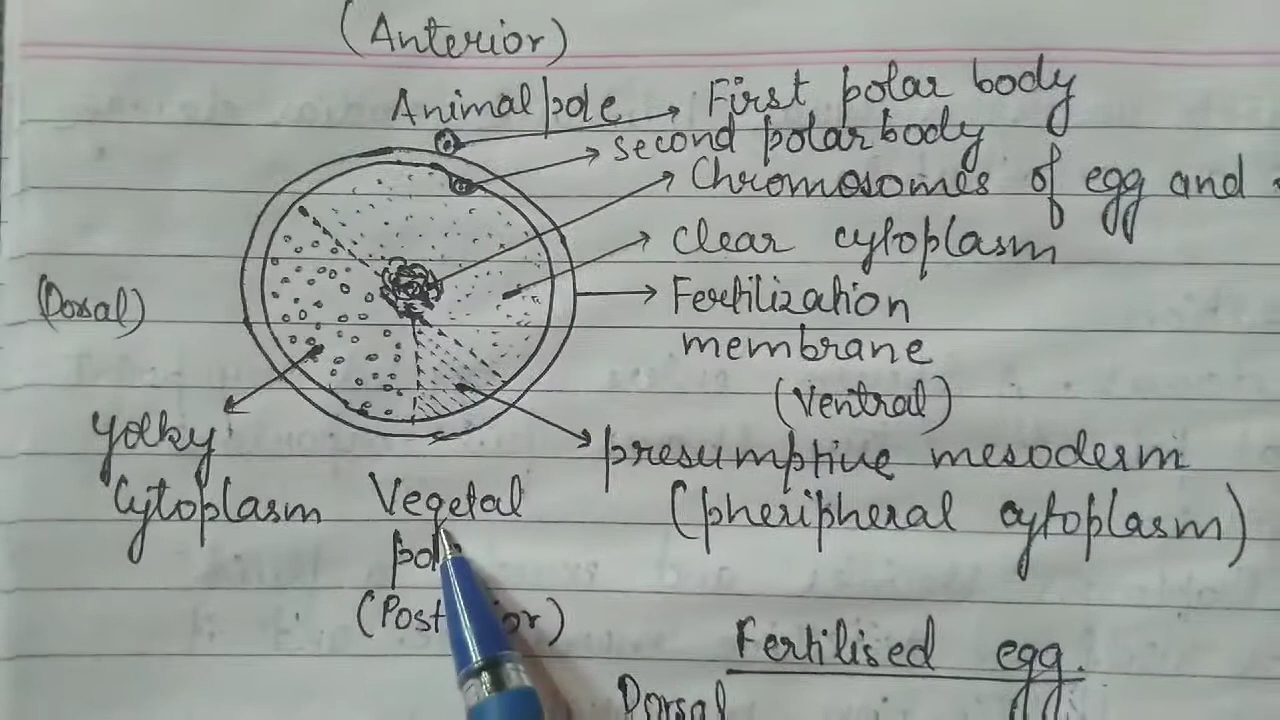 (Anterior)
Animal pole
First polar body
second polar body
Chromosomes of egg and
clear cytoplasm
(Dorsal)
Fertilization
membrane
(Ventral)
yolky
Cytoplasm
presumptive mesoderm
(pheripheral cytoplasm)
Vegetal
Fertilised egg.
Dorsal